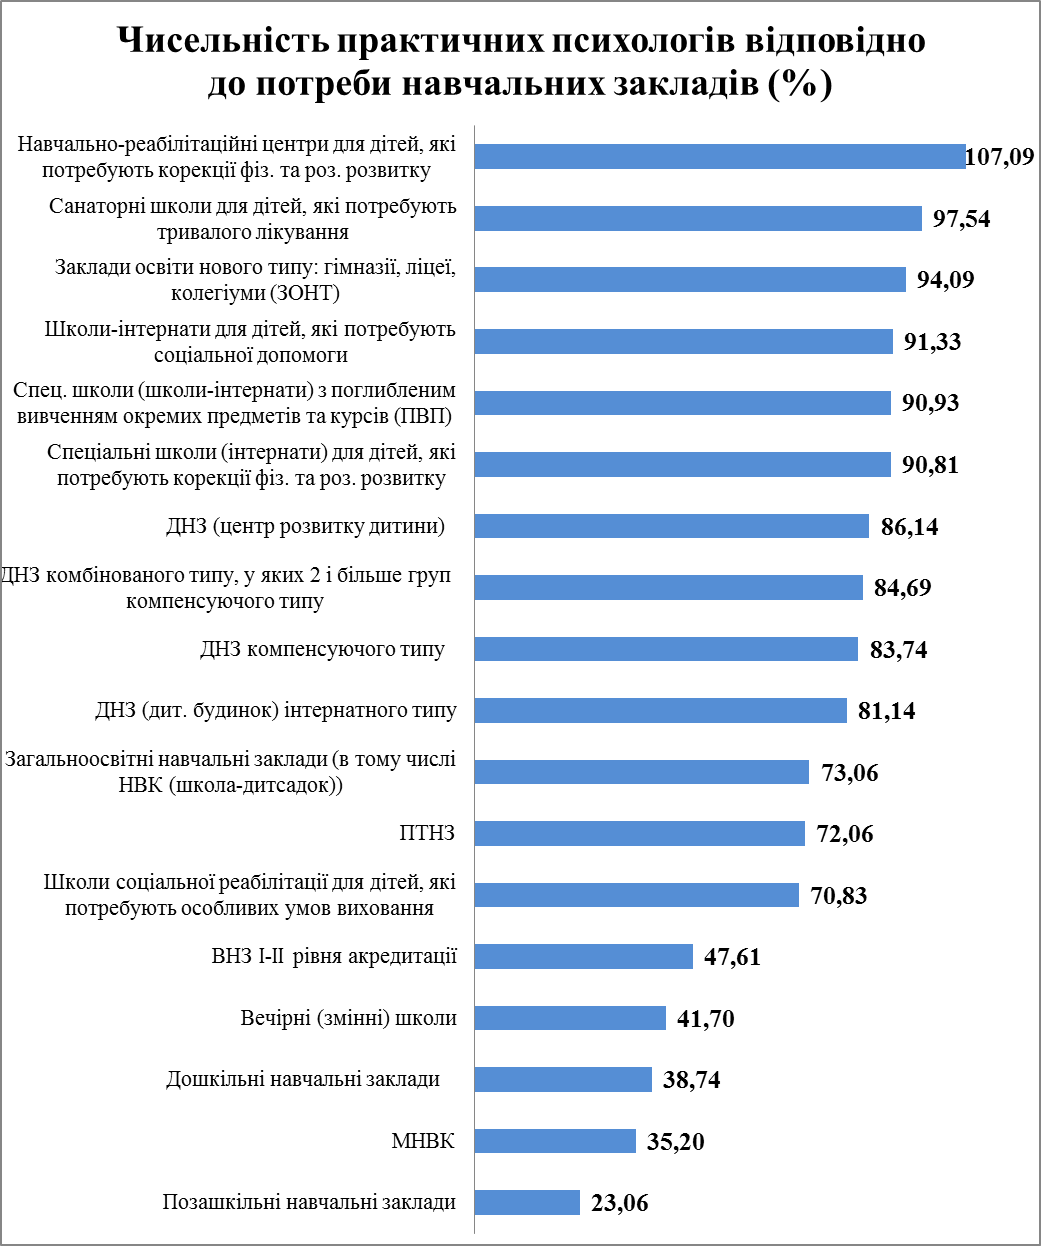 Чисельність практичних психологів відповідно
до потреби навчальних закладів (%)
Навчально-реабілітаційні центри для дітей, які
потребують корекції фіз. та роз. розвитку
107,09
Санаторні школи для дітей, які потребують
тривалого лікування
97,54
Заклади освіти нового типу: гімназії, ліцеї,
колегіуми (ЗОНТ)
94,09
Школи-інтернати для дітей, які потребують
соціальної допомоги
91,33
Спец. школи (школи-інтернати) з поглибленим
вивченням окремих предметів та курсів (ПВП)
90,93
Спеціальні школи (інтернати) для дітей, які
потребують корекції фіз. та роз. розвитку
90,81
ДНЗ (центр розвитку дитини)
86,14
ДНЗ комбінованого типу, у яких 2 і більше груп
компенсуючого типу
84,69
ДНЗ компенсуючого типу
83,74
ДНЗ (дит. будинок) інтернатного типу
81,14
Загальноосвітні навчальні заклади (в тому числі
НВК (школа-дитсадок))
73,06
ПТНЗ
72,06
Школи соціальної реабілітації для дітей, які
потребують особливих умов виховання
70,83
ВНЗ І-ІІ рівня акредитації
47,61
Вечірні (змінні) школи
41,70
Дошкільні навчальні заклади
38,74
МНВК
35,20
Позашкільні навчальні заклади
23,06